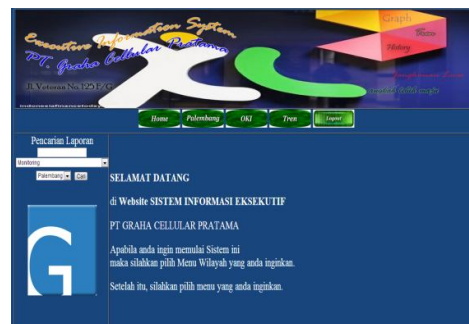 Executive Information System
PT. Graha Cellular Pratama
Jl. Veteran No.325 E/G
Graph
History
Home
Palembang
OKI
Tren
Logout
Pencarian Laporan
Monitoring
Palembang
Cari
G
SELAMAT DATANG
di Website SISTEM INFORMASI EKSEKUTIF
PT GRAHA CELLULAR PRATAMA
Apabila anda ingin memulai Sistem ini
maka silahkan pilih Menu Wilayah yang anda inginkan.
Setelah itu, silahkan pilih menu yang anda inginkan.